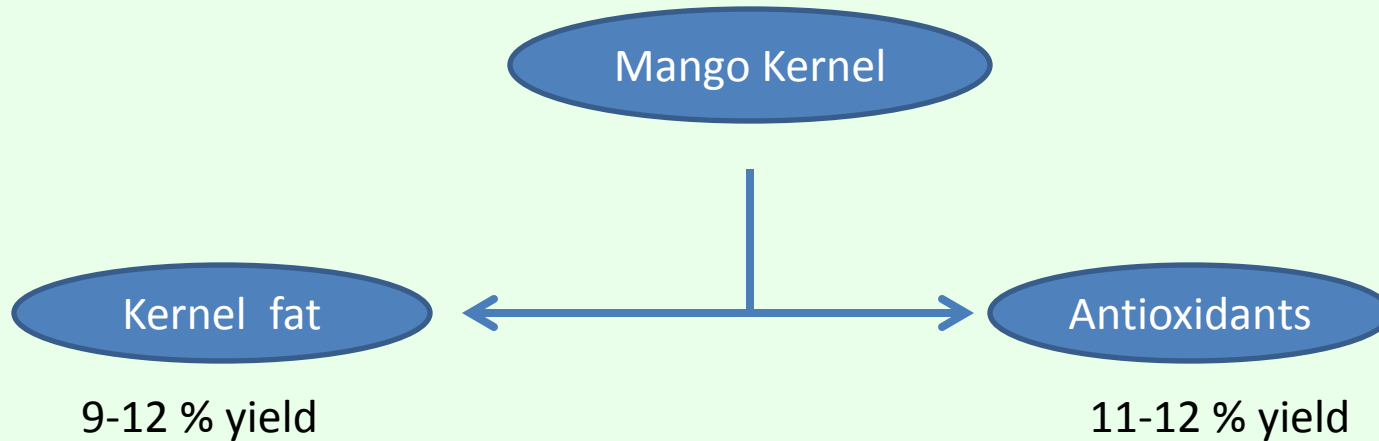 Mango Kernel
Kernel fat
Antioxidants
9-12 % yield
11-12 % yield